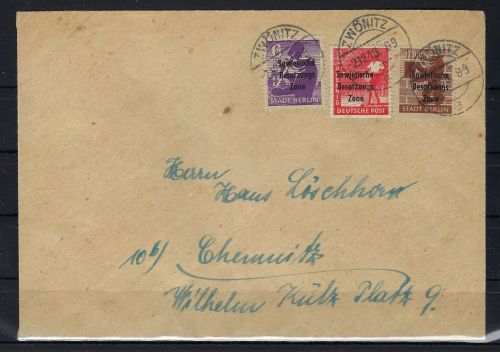 ZWÖNITZ ZWÖNITZ
Sowjetische Sowjetische Sowjetische
Besatzungs Besatzungs Besatzungs
Zone Zone Zone
STADT BERLIN DEUTSCHE POST STADT BERLIN
Herrn
Hans Löschhorn
10b) Chemnitz
Wilhelm Külz Platz 9.